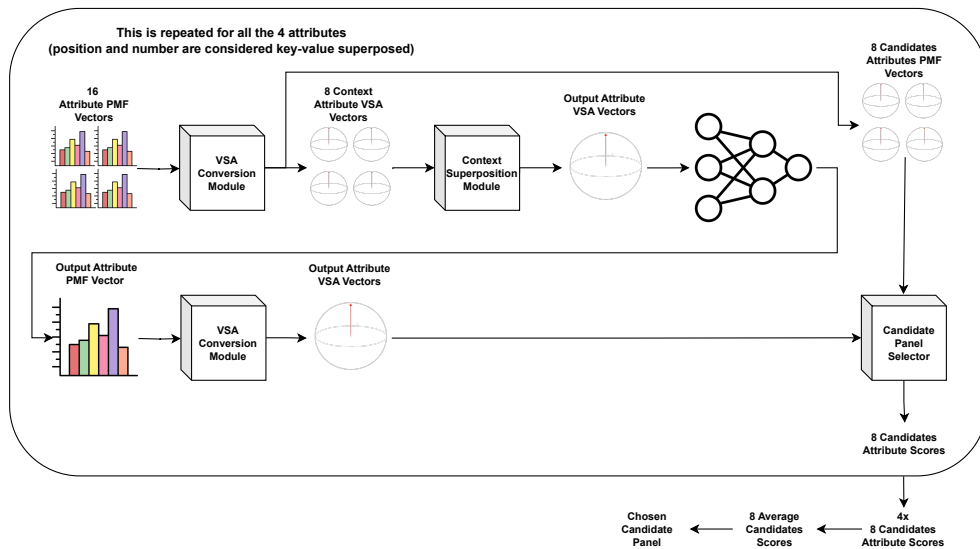 This is repeated for all the 4 attributes
(position and number are considered key-value superposed)
16
Attribute PMF
Vectors
VSA
Conversion
Module
8 Context
Attribute VSA
Vectors
Context
Superposition
Module
Output Attribute
VSA Vectors
8 Candidates
Attributes PMF
Vectors
Output Attribute
PMF Vector
VSA
Conversion
Module
Output Attribute
VSA Vectors
Candidate
Panel
Selector
8 Candidates
Attribute Scores
4x
8 Candidates
Attribute Scores
8 Average
Candidates
Scores
Chosen
Candidate
Panel